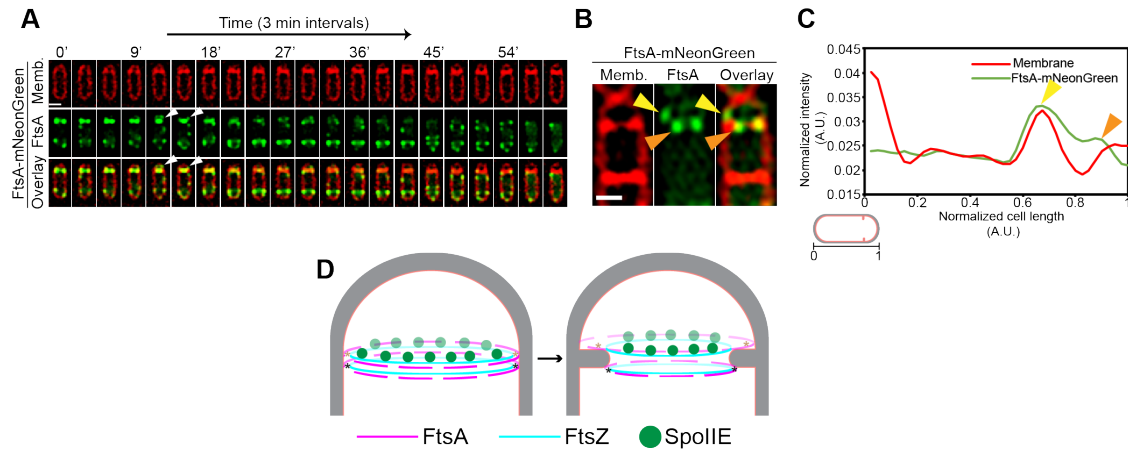 A
Time (3 min intervals)
0' 9' 18' 27' 36' 45' 54'
FtsA-mNeonGreen
Memb.
FtsA
Overlay
B
FtsA-mNeonGreen
Memb. FtsA Overlay
C
Normalized intensity
(A.U.)
0.045
0.04
0.035
0.03
0.025
0.02
0.015
Membrane
FtsA-mNeonGreen
0 0.2 0.4 0.6 0.8 1
Normalized cell length
(A.U.)
0 1
D
* * * *
* * * *
FtsA FtsZ SpoIIE